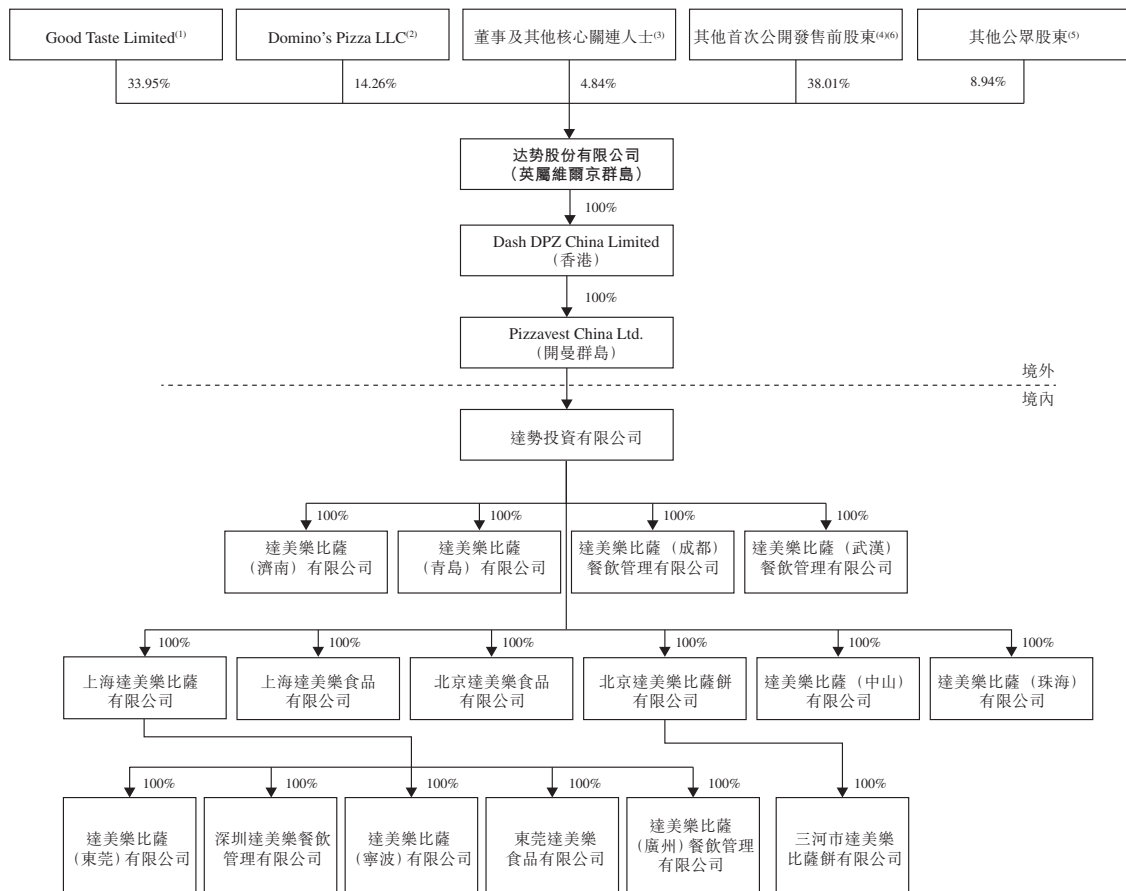 Good Taste Limited(1)
Domino's Pizza LLC(2)
董事及其他核心關連人士(3)
其他首次公開發售前股東(4)(6)
其他公眾股東(5)
33.95%
14.26%
4.84%
38.01%
8.94%
达势股份有限公司
（英屬維爾京群島）
100%
Dash DPZ China Limited
（香港）
100%
Pizzavest China Ltd.
（開曼群島）
境外
境內
達勢投資有限公司
100%
100%
100%
100%
達美樂比薩
（濟南）有限公司
達美樂比薩
（青島）有限公司
達美樂比薩（成都）
餐飲管理有限公司
達美樂比薩（武漢）
餐飲管理有限公司
100%
100%
100%
100%
100%
100%
上海達美樂比薩
有限公司
上海達美樂食品
有限公司
北京達美樂食品
有限公司
北京達美樂比薩餅
有限公司
達美樂比薩（中山）
有限公司
達美樂比薩（珠海）
有限公司
100%
100%
100%
100%
100%
100%
達美樂比薩
（東莞）有限公司
深圳達美樂餐飲
管理有限公司
達美樂比薩
（寧波）有限公司
東莞達美樂
食品有限公司
達美樂比薩
（廣州）餐飲管理
有限公司
三河市達美樂
比薩餅有限公司